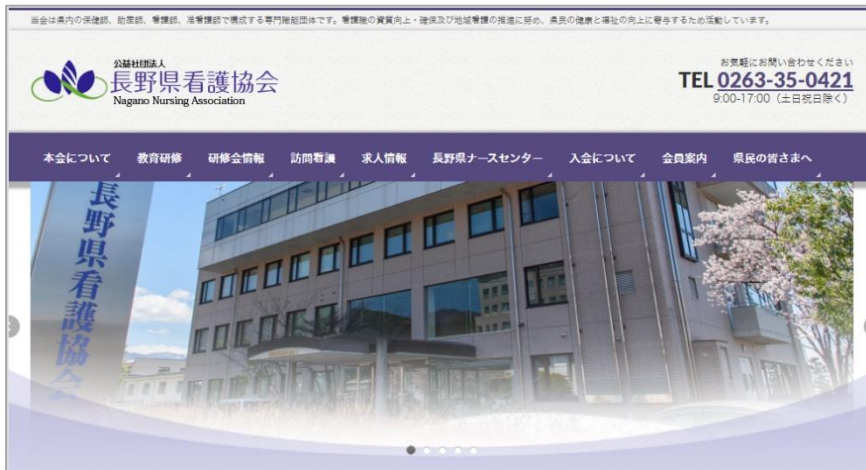 当会は県内の保健師、助産師、看護師、准看護師で構成する専門職能団体です。看護職の資質向上・確保及び地域看護の推進に努め、県民の健康と福祉の向上に寄与するため活動しています。
公益社団法人
長野県看護協会
Nagano Nursing Association
お気軽にお問い合わせください
TEL 0263-35-0421
9:00-17:00（土日祝日除く）
本会について 教育研修 研修会情報 訪問看護 求人情報 長野県ナースセンター 入会について 会員案内 県民の皆さまへ
長野県看護協会